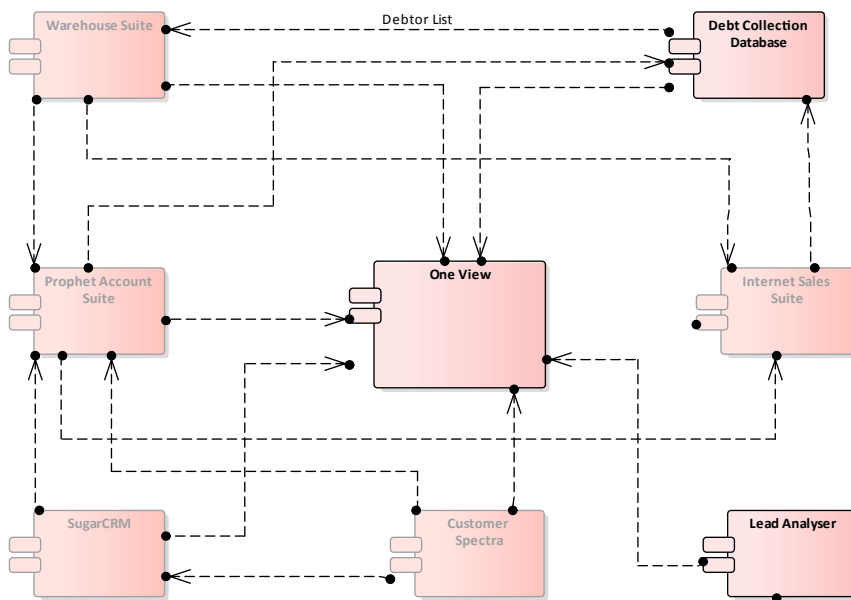 Warehouse Suite
Debtor List
Debt Collection
Database
Prophet Account
Suite
One View
Internet Sales
Suite
SugarCRM
Customer
Spectra
Lead Analyser